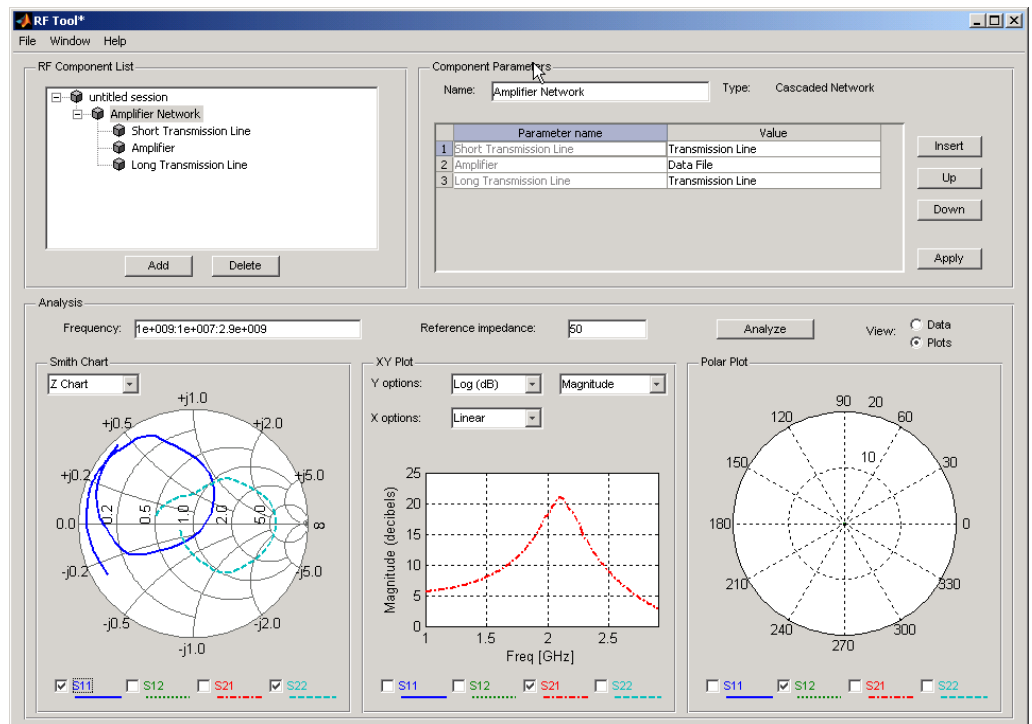 RF Tool*
File Window Help
RF Component List
untitled session
Amplifier Network
Short Transmission Line
Amplifier
Long Transmission Line
Add Delete
Component Parameters
Name: Amplifier Network Type: Cascaded Network
Parameter name Value
1 Short Transmission Line Transmission Line
2 Amplifier Data File
3 Long Transmission Line Transmission Line
Insert
Up
Down
Apply
Analysis
Frequency: 1e+009:1e+007:2.9e+009 Reference impedance: 50 Analyze View: Data
Plots
Smith Chart
Z Chart
+j1.0
+j0.5 +j2.0
+j0.2 +j5.0
0.0 0.2 0.5 1.0 2.0 5.0 ∞
-j0.2 -j5.0
-j0.5 -j2.0
-j1.0
S11 S12 S21 S22
XY Plot
Y options: Log (dB) Magnitude
X options: Linear
Magnitude (decibels)
25
20
15
10
5
0
1 1.5 2 2.5
Freq [GHz]
S11 S12 S21 S22
Polar Plot
90 20
120 60
150 10 30
180 0
210 330
240 300
270
S11 S12 S21 S22